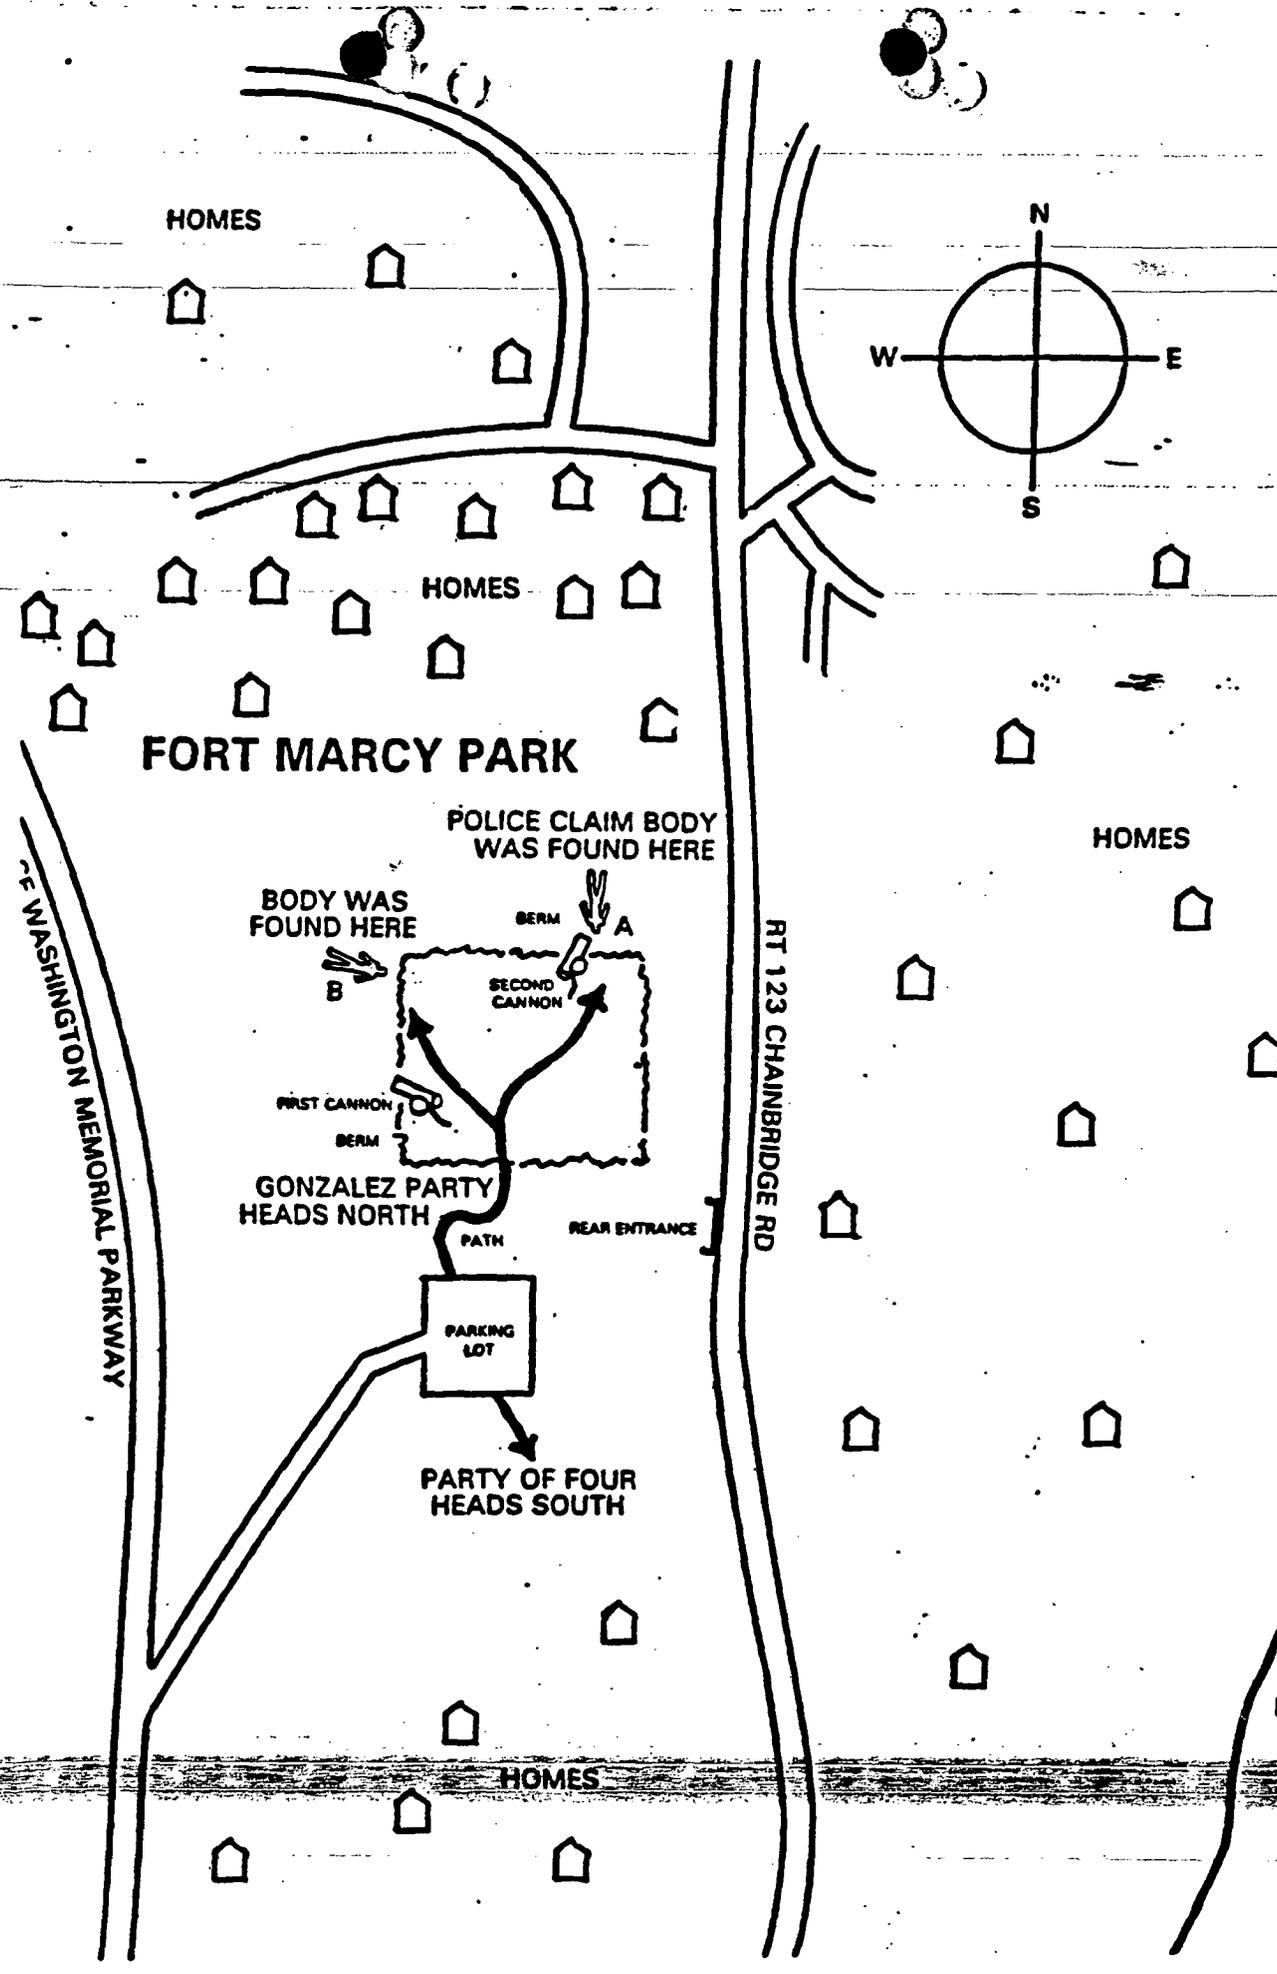 HOMES
N
W
E
S
HOMES
FORT MARCY PARK
POLICE CLAIM BODY
WAS FOUND HERE
HOMES
BODY WAS
FOUND HERE
BERM
A
B
SECOND
CANNON
WASHINGTON MEMORIAL PARKWAY
RT 123 CHAINBRIDGE RD
FIRST CANNON
BERM
GONZALEZ PARTY
HEADS NORTH
REAR ENTRANCE
PATH
PARKING
LOT
PARTY OF FOUR
HEADS SOUTH
HOMES